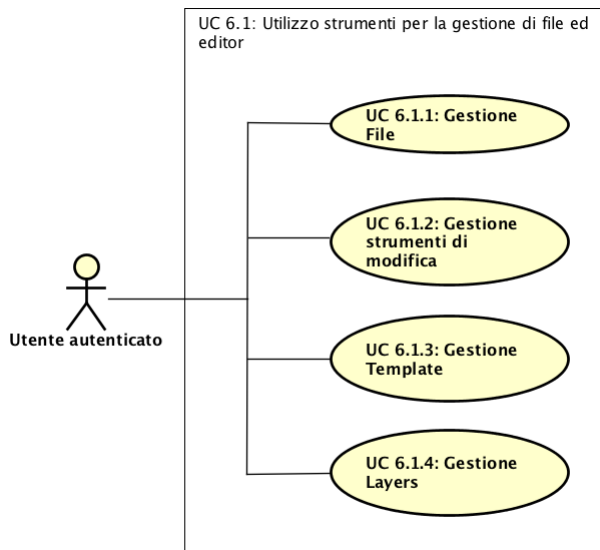 UC 6.1: Utilizzo strumenti per la gestione di file ed
editor
UC 6.1.1: Gestione
File
UC 6.1.2: Gestione
strumenti di
modifica
Utente autenticato
UC 6.1.3: Gestione
Template
UC 6.1.4: Gestione
Layers